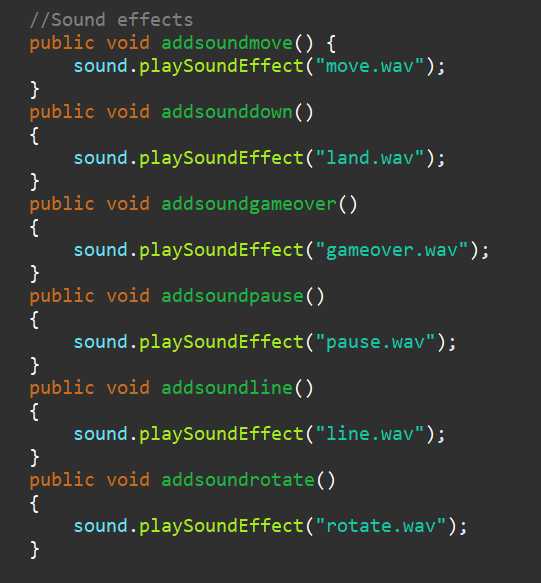 //Sound effects
public void addsoundmove() {
    sound.playSoundEffect("move.wav");
}
public void addsounddown()
{
    sound.playSoundEffect("land.wav");
}
public void addsoundgameover()
{
    sound.playSoundEffect("gameover.wav");
}
public void addsoundpause()
{
    sound.playSoundEffect("pause.wav");
}
public void addsoundline()
{
    sound.playSoundEffect("line.wav");
}
public void addsoundrotate()
{
    sound.playSoundEffect("rotate.wav");
}